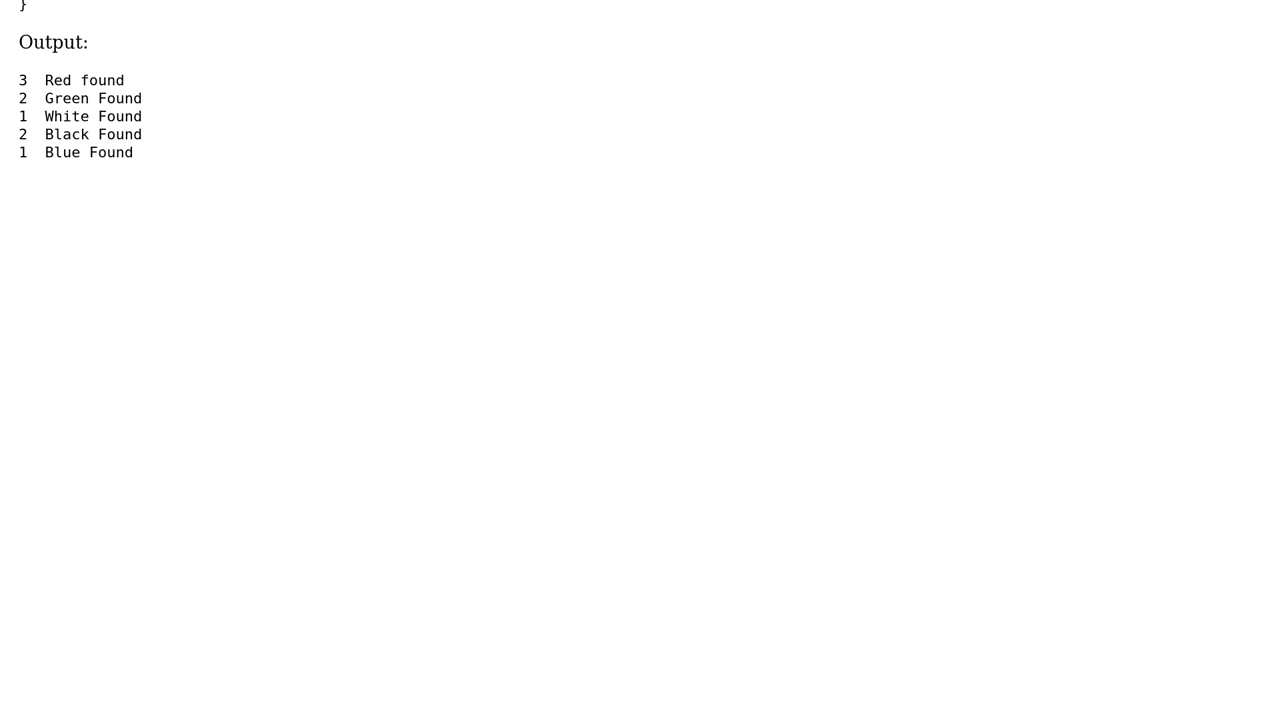 }
Output:
3  Red found
2  Green Found
1  White Found
2  Black Found
1  Blue Found